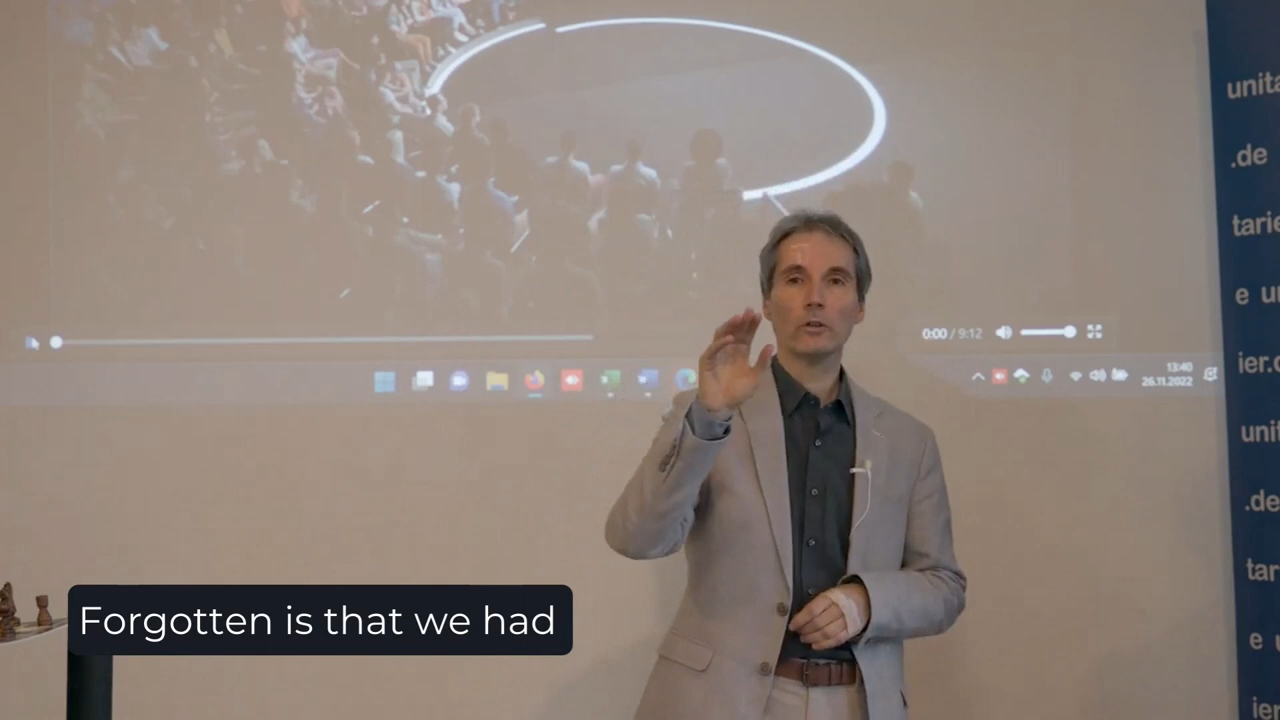 unita
.de
tarie
e un
0:00 / 9:12
ier.d
13:40
26.11.2022
unit
.de
tar
Forgotten is that we had
e u
ier